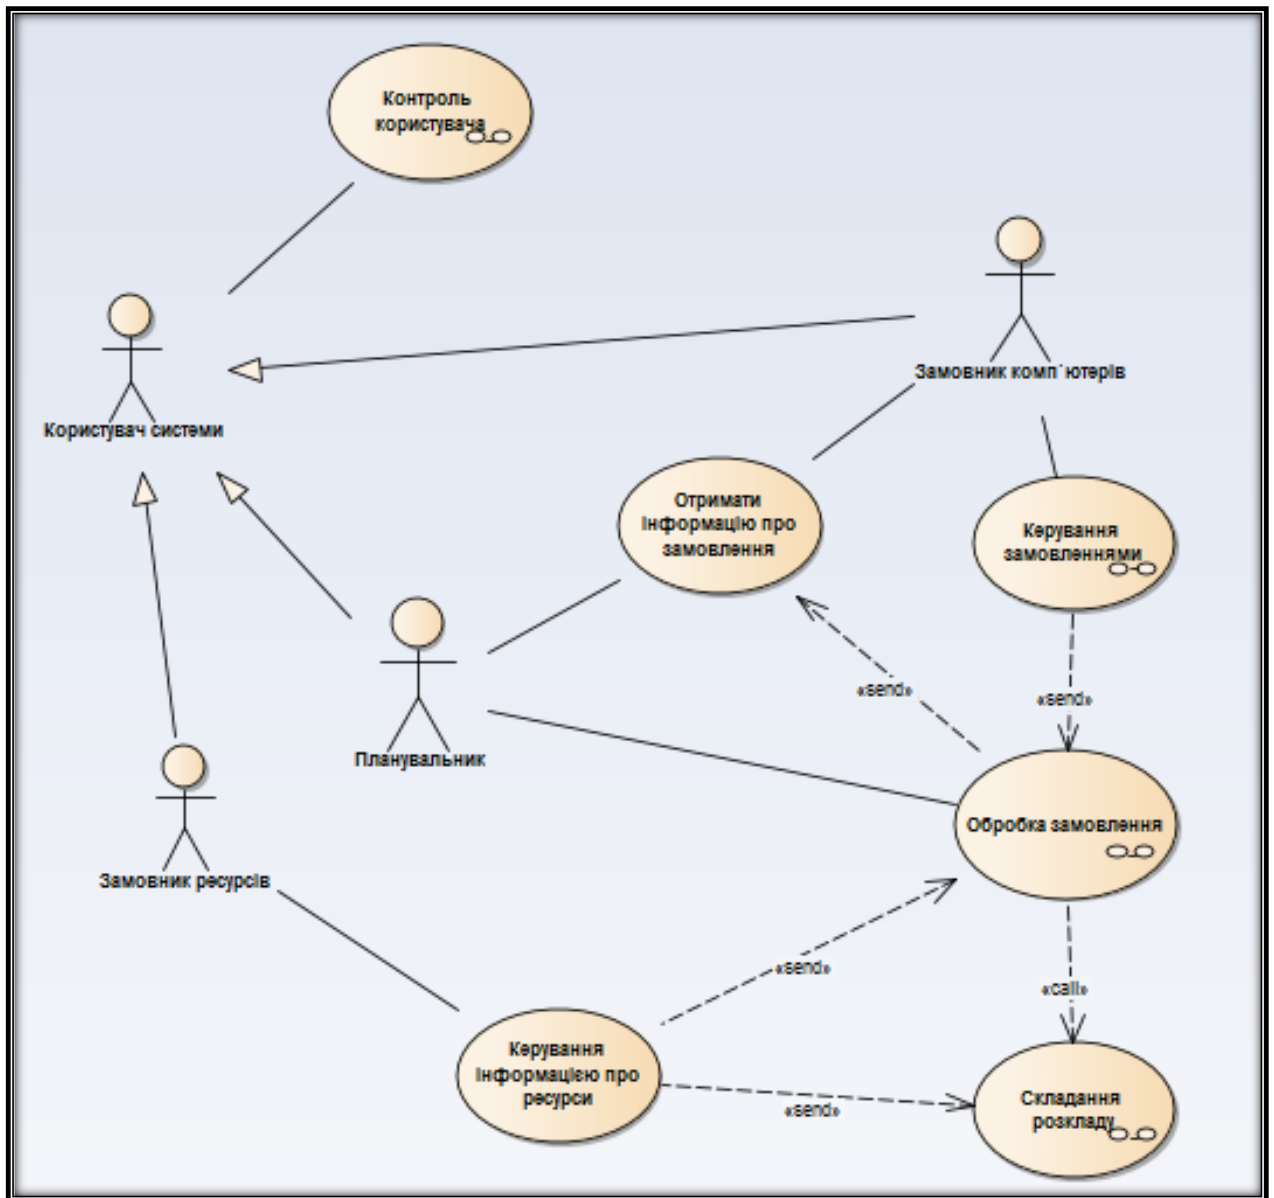 Контроль
користувача
Замовник комп`ютерів
Користувач системи
Отримати
інформацію про
замовлення
Керування
замовленнями
«send»
«send»
Планувальник
Обробка замовлення
Замовник ресурсів
«send»
«call»
Керування
інформацією про
ресурси
«send»
Складання
розкладу